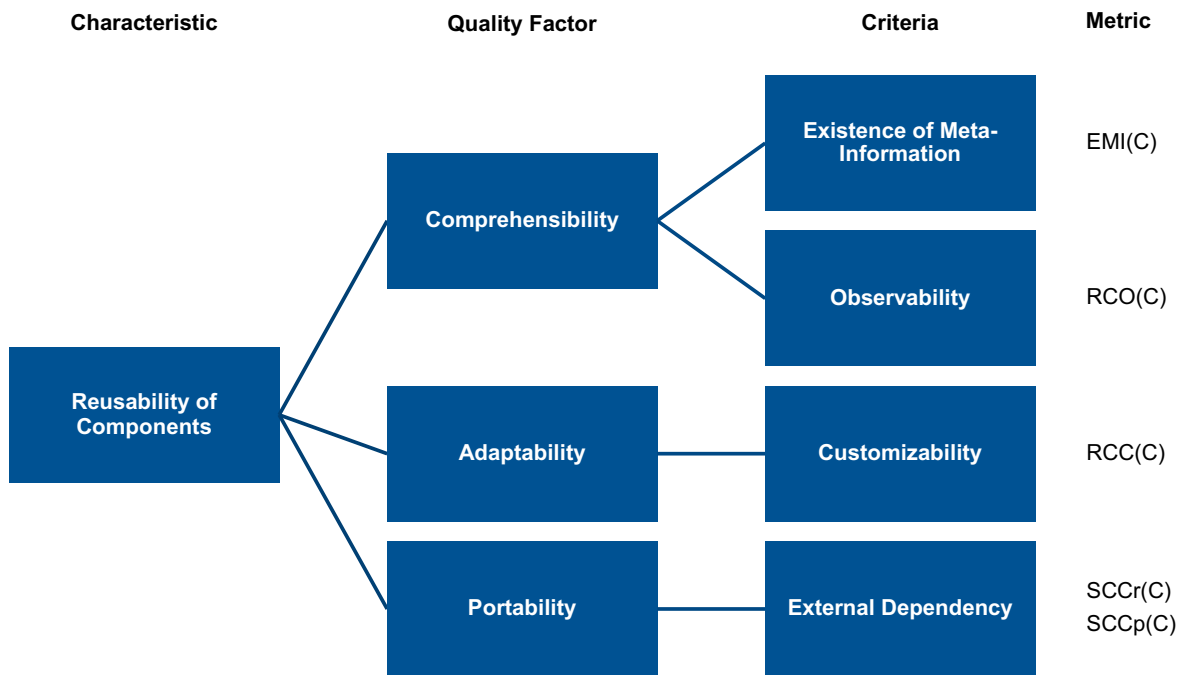 Characteristic
Quality Factor
Criteria
Metric
Existence of Meta-
Information
EMI(C)
Comprehensibility
Observability
RCO(C)
Reusability of
Components
Adaptability
Customizability
RCC(C)
Portability
External Dependency
SCCr(C)
SCCp(C)